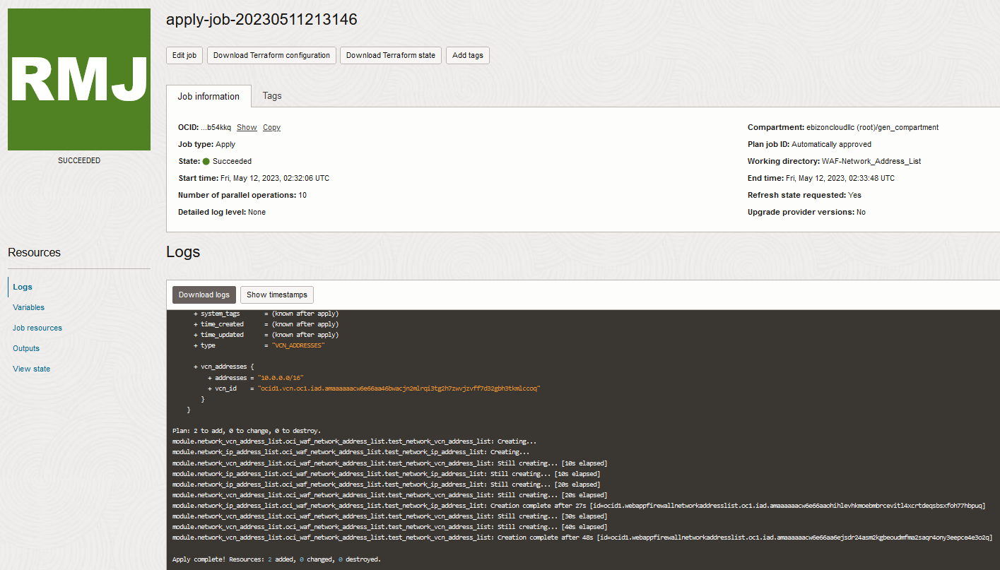 RMJ
SUCCEEDED
apply-job-20230511213146
Edit job Download Terraform configuration Download Terraform state Add tags
Job information Tags
OCID: ...b54kkq Show Copy
Job type: Apply
State: Succeeded
Start time: Fri, May 12, 2023, 02:32:06 UTC
Number of parallel operations: 10
Detailed log level: None
Compartment: ebizoncloudllc (root)/gen_compartment
Plan job ID: Automatically approved
Working directory: WAF-Network_Address_List
End time: Fri, May 12, 2023, 02:33:48 UTC
Refresh state requested: Yes
Upgrade provider versions: No
Resources
Logs
Variables
Job resources
Outputs
View state
Logs
Download logs Show timestamps
+ system_tags = (known after apply)
+ time_created = (known after apply)
+ time_updated = (known after apply)
+ type = "VCN_ADDRESSES"
+ vcn_addresses {
+ addresses = "10.0.0.0/16"
+ vcn_id = "ocid1.vcn.oc1.iad.amaaaaaacw6e66aa46bwacjn2mlrqi3tg2h7zwvjzvff7d32gbh3tkmlccoq"
}
}
Plan: 2 to add, 0 to change, 0 to destroy.
module.network_vcn_address_list.oci_waf_network_address_list.test_network_vcn_address_list: Creating...
module.network_ip_address_list.oci_waf_network_address_list.test_network_ip_address_list: Creating...
module.network_vcn_address_list.oci_waf_network_address_list.test_network_vcn_address_list: Still creating... [10s elapsed]
module.network_ip_address_list.oci_waf_network_address_list.test_network_ip_address_list: Still creating... [10s elapsed]
module.network_ip_address_list.oci_waf_network_address_list.test_network_ip_address_list: Still creating... [20s elapsed]
module.network_vcn_address_list.oci_waf_network_address_list.test_network_vcn_address_list: Still creating... [20s elapsed]
module.network_ip_address_list.oci_waf_network_address_list.test_network_ip_address_list: Creation complete after 27s [id=ocid1.webappfirewallnetworkaddresslist.oc1.iad.amaaaaaacw6e66aaohihlevhkmoebmbrcevitl4xcrtdeqsbsxfoh77hbpuq]
module.network_vcn_address_list.oci_waf_network_address_list.test_network_vcn_address_list: Still creating... [30s elapsed]
module.network_vcn_address_list.oci_waf_network_address_list.test_network_vcn_address_list: Still creating... [40s elapsed]
module.network_vcn_address_list.oci_waf_network_address_list.test_network_vcn_address_list: Creation complete after 48s [id=ocid1.webappfirewallnetworkaddresslist.oc1.iad.amaaaaaacw6e66aa6ejsdr24asm2kgbeoudmfma2saqr4ony3eepce4e3o2q]
Apply complete! Resources: 2 added, 0 changed, 0 destroyed.